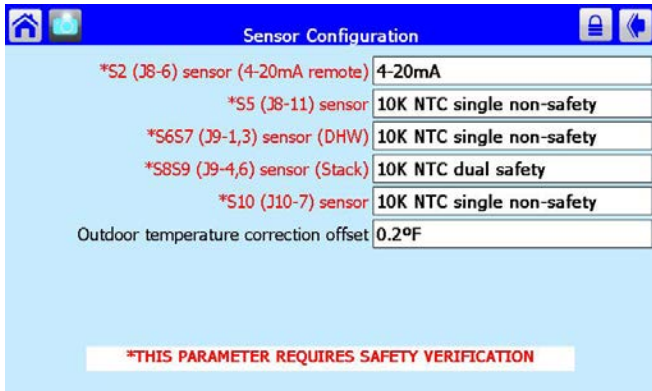 Sensor Configuration
*S2 (J8-6) sensor (4-20mA remote) 4-20mA
*S5 (J8-11) sensor 10K NTC single non-safety
*S6S7 (J9-1,3) sensor (DHW) 10K NTC single non-safety
*S8S9 (J9-4,6) sensor (Stack) 10K NTC dual safety
*S10 (J10-7) sensor 10K NTC single non-safety
Outdoor temperature correction offset 0.2ºF
*THIS PARAMETER REQUIRES SAFETY VERIFICATION